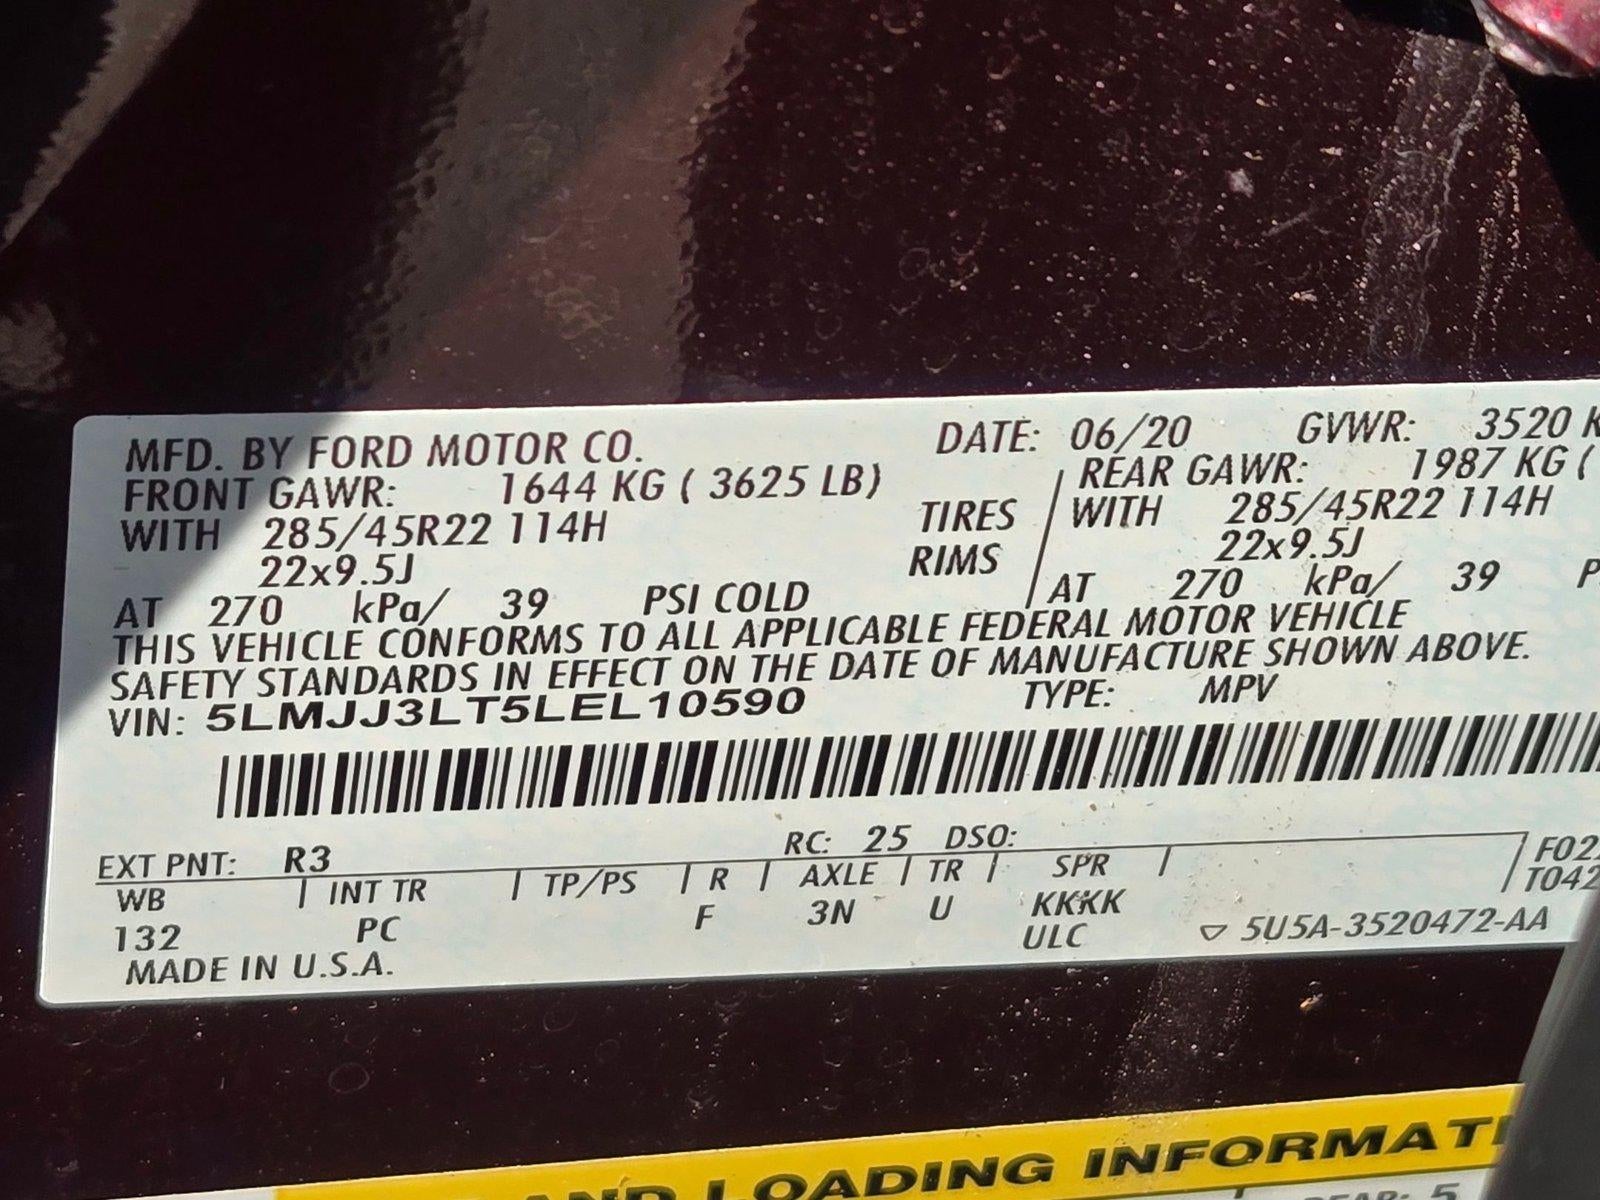 MFD. BY FORD MOTOR CO. DATE: 06/20 GVWR: 3520 K
FRONT GAWR: 1644 KG ( 3625 LB) REAR GAWR: 1987 KG (
WITH 285/45R22 114H TIRES WITH 285/45R22 114H
22x9.5J RIMS 22x9.5J
AT 270 kPa/ 39 PSI COLD AT 270 kPa/ 39 P
THIS VEHICLE CONFORMS TO ALL APPLICABLE FEDERAL MOTOR VEHICLE
SAFETY STANDARDS IN EFFECT ON THE DATE OF MANUFACTURE SHOWN ABOVE.
VIN: 5LMJJ3LT5LEL10590 TYPE: MPV
EXT PNT: R3 RC: 25 DSO:
WB INT TR TP/PS R AXLE TR SPR F02
132 PC F 3N U KKKK T042
ULC ▽ 5U5A-3520472-AA
MADE IN U.S.A.
AND LOADING INFORMATI